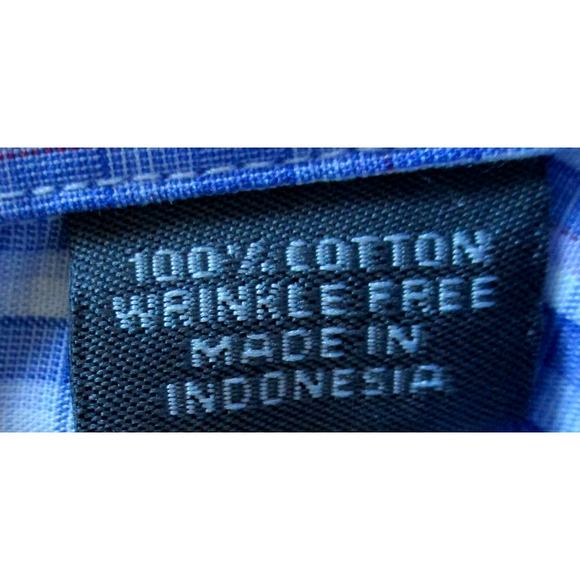 100% COTTON
WRINKLE FREE
MADE IN
INDONESIA